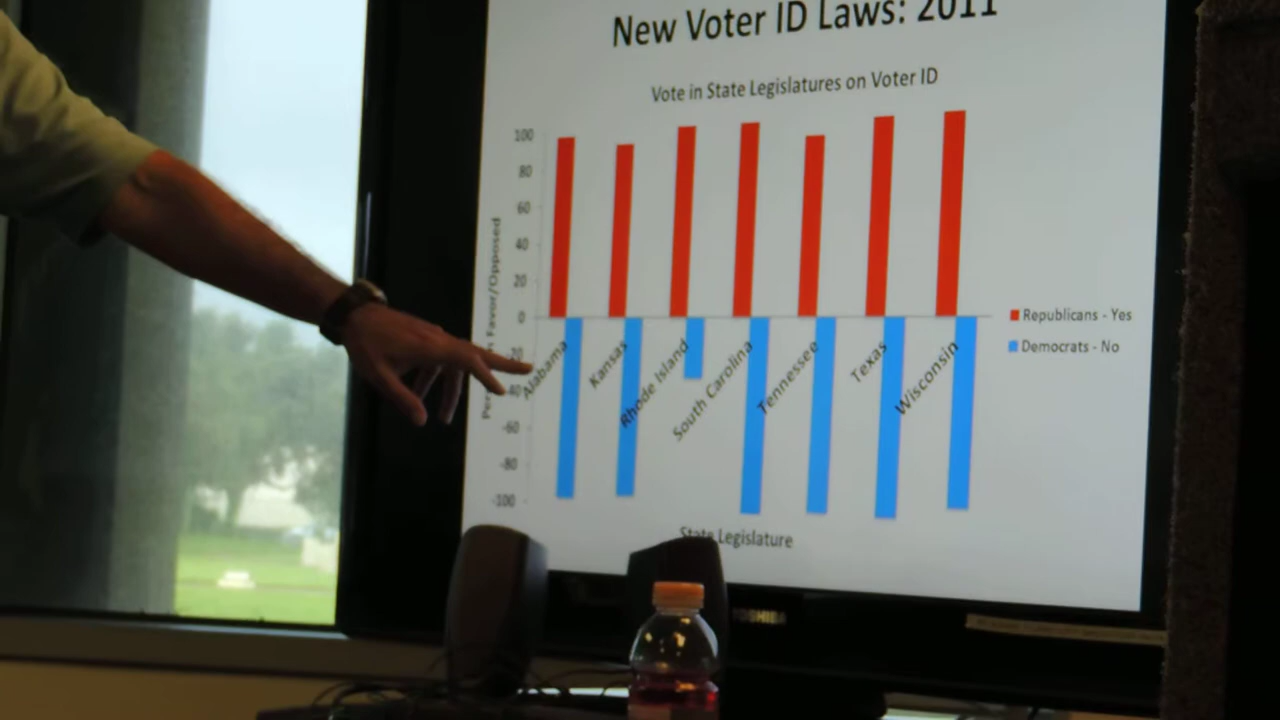 New Voter ID Laws: 2011
Vote in State Legislatures on Voter ID
100
80
60
40
20
0
-40
-60
-80
-100
Favor/Opposed
Alabama
Kansas
Rhode Island
South Carolina
Tennessee
Texas
Wisconsin
Republicans - Yes
Democrats - No
State Legislature
TOSHIBA